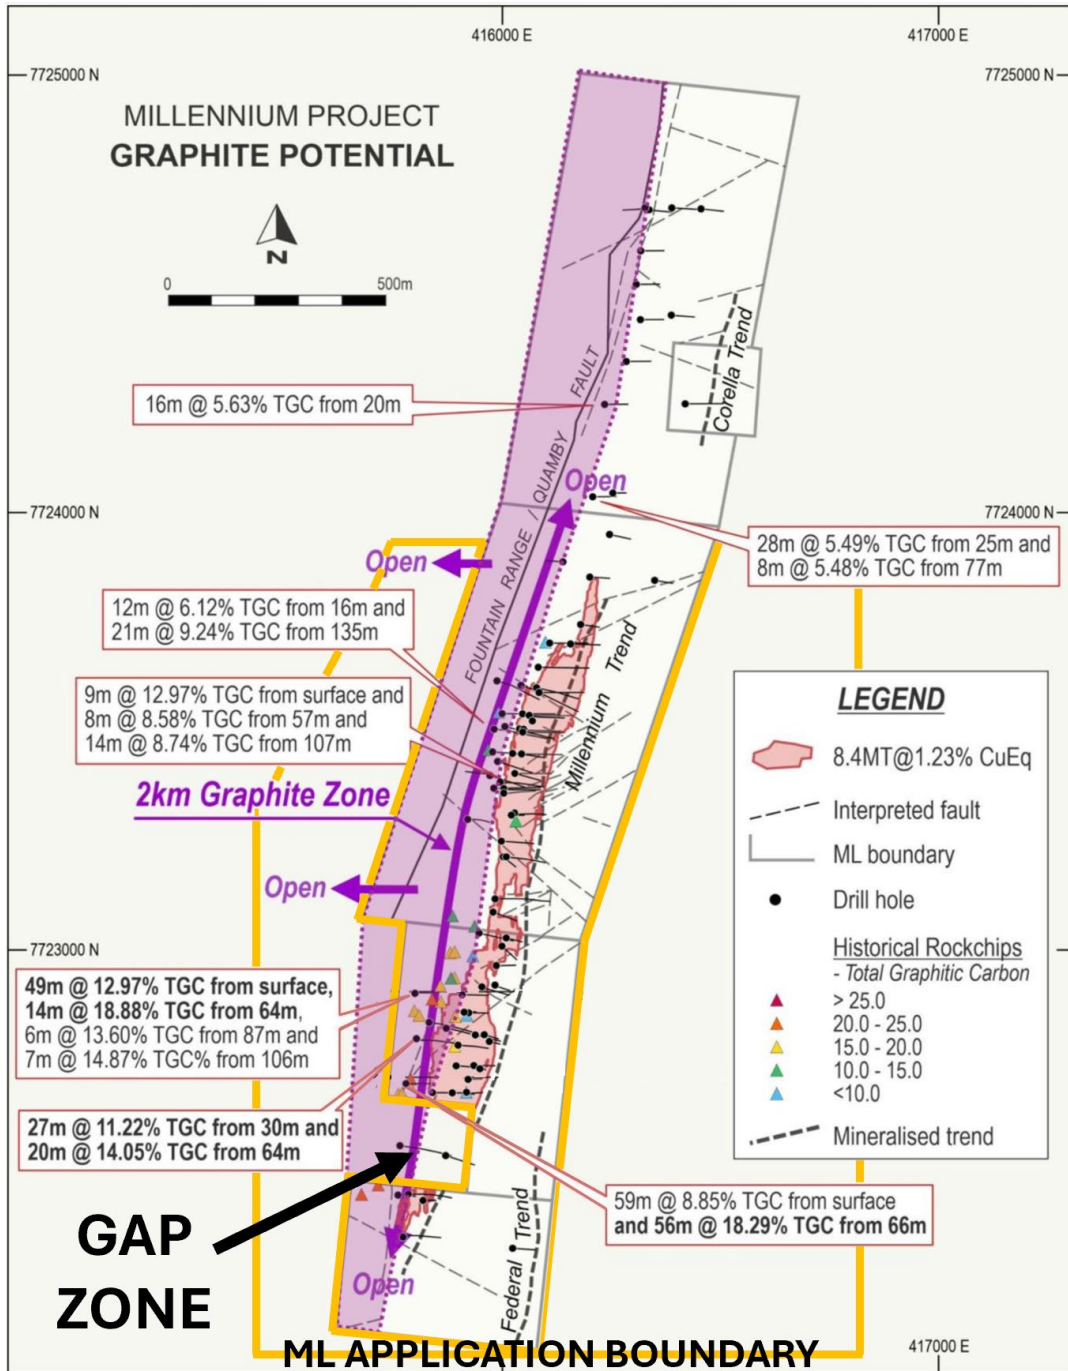 416000 E
417000 E
7725000 N
7725000 N
MILLENNIUM PROJECT
GRAPHITE POTENTIAL
N
0
500m
Corella Trend
FOUNTAIN RANGE / QUAMBY FAULT
16m @ 5.63% TGC from 20m
Open
7724000 N
7724000 N
28m @ 5.49% TGC from 25m and
8m @ 5.48% TGC from 77m
Open
12m @ 6.12% TGC from 16m and
21m @ 9.24% TGC from 135m
Millennium Trend
9m @ 12.97% TGC from surface and
8m @ 8.58% TGC from 57m and
14m @ 8.74% TGC from 107m
2km Graphite Zone
Open
LEGEND
8.4MT@1.23% CuEq
Interpreted fault
ML boundary
Drill hole
Historical Rockchips
- Total Graphitic Carbon
> 25.0
20.0 - 25.0
15.0 - 20.0
10.0 - 15.0
<10.0
Mineralised trend
7723000 N
49m @ 12.97% TGC from surface,
14m @ 18.88% TGC from 64m,
6m @ 13.60% TGC from 87m and
7m @ 14.87% TGC% from 106m
27m @ 11.22% TGC from 30m and
20m @ 14.05% TGC from 64m
59m @ 8.85% TGC from surface
and 56m @ 18.29% TGC from 66m
GAP
ZONE
Open
Federal Trend
ML APPLICATION BOUNDARY
417000 E